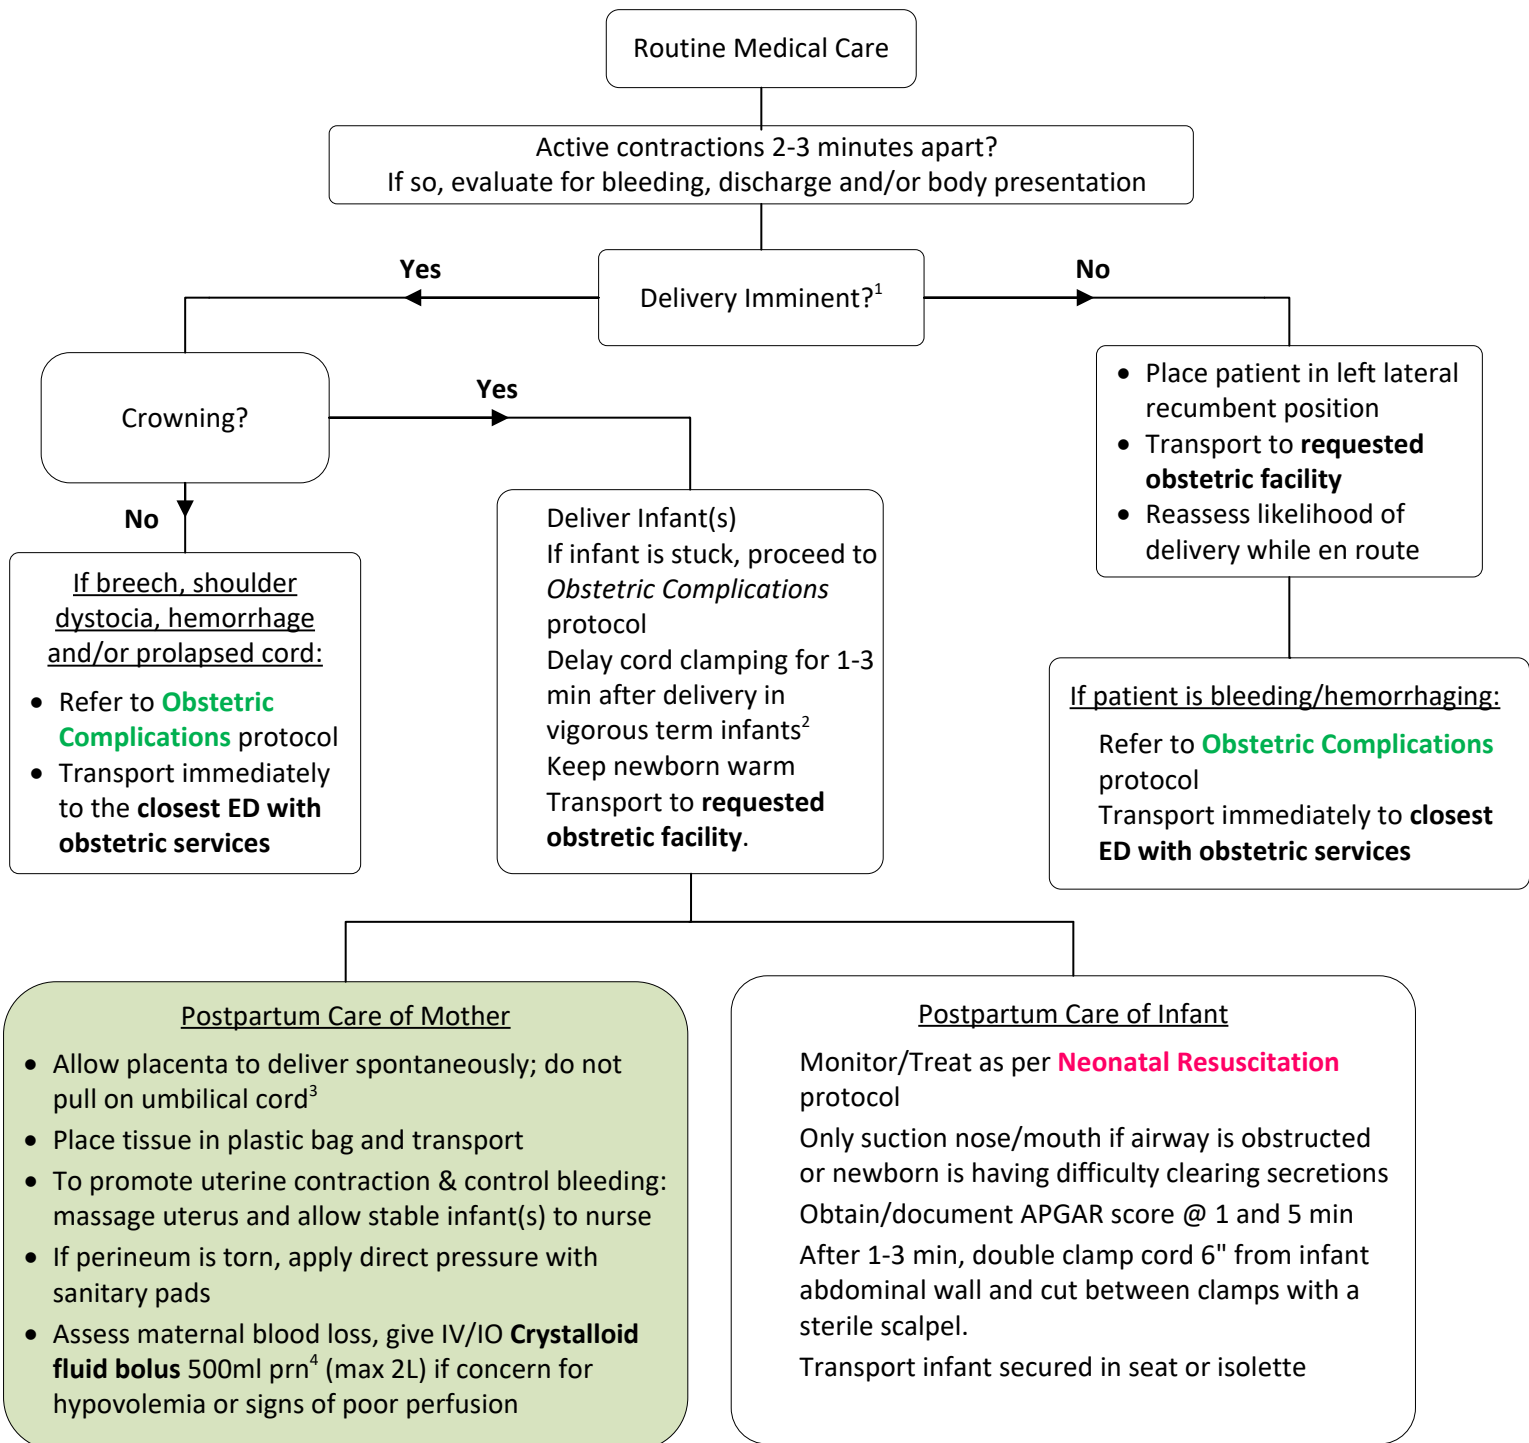 Routine Medical Care
Active contractions 2-3 minutes apart?
If so, evaluate for bleeding, discharge and/or body presentation
Yes
Delivery Imminent?1
No
Crowning?
Yes
No
• Place patient in left lateral
recumbent position
• Transport to requested
obstetric facility
• Reassess likelihood of
delivery while en route
If breech, shoulder
dystocia, hemorrhage
and/or prolapsed cord:
• Refer to Obstetric
Complications protocol
• Transport immediately
to the closest ED with
obstetric services
Deliver Infant(s)
If infant is stuck, proceed to
Obstetric Complications
protocol
Delay cord clamping for 1-3
min after delivery in
vigorous term infants2
Keep newborn warm
Transport to requested
obstretic facility.
If patient is bleeding/hemorrhaging:
Refer to Obstetric Complications
protocol
Transport immediately to closest
ED with obstetric services
Postpartum Care of Mother
• Allow placenta to deliver spontaneously; do not
pull on umbilical cord3
• Place tissue in plastic bag and transport
• To promote uterine contraction & control bleeding:
massage uterus and allow stable infant(s) to nurse
• If perineum is torn, apply direct pressure with
sanitary pads
• Assess maternal blood loss, give IV/IO Crystalloid
fluid bolus 500ml prn4 (max 2L) if concern for
hypovolemia or signs of poor perfusion
Postpartum Care of Infant
Monitor/Treat as per Neonatal Resuscitation
protocol
Only suction nose/mouth if airway is obstructed
or newborn is having difficulty clearing secretions
Obtain/document APGAR score @ 1 and 5 min
After 1-3 min, double clamp cord 6" from infant
abdominal wall and cut between clamps with a
sterile scalpel.
Transport infant secured in seat or isolette